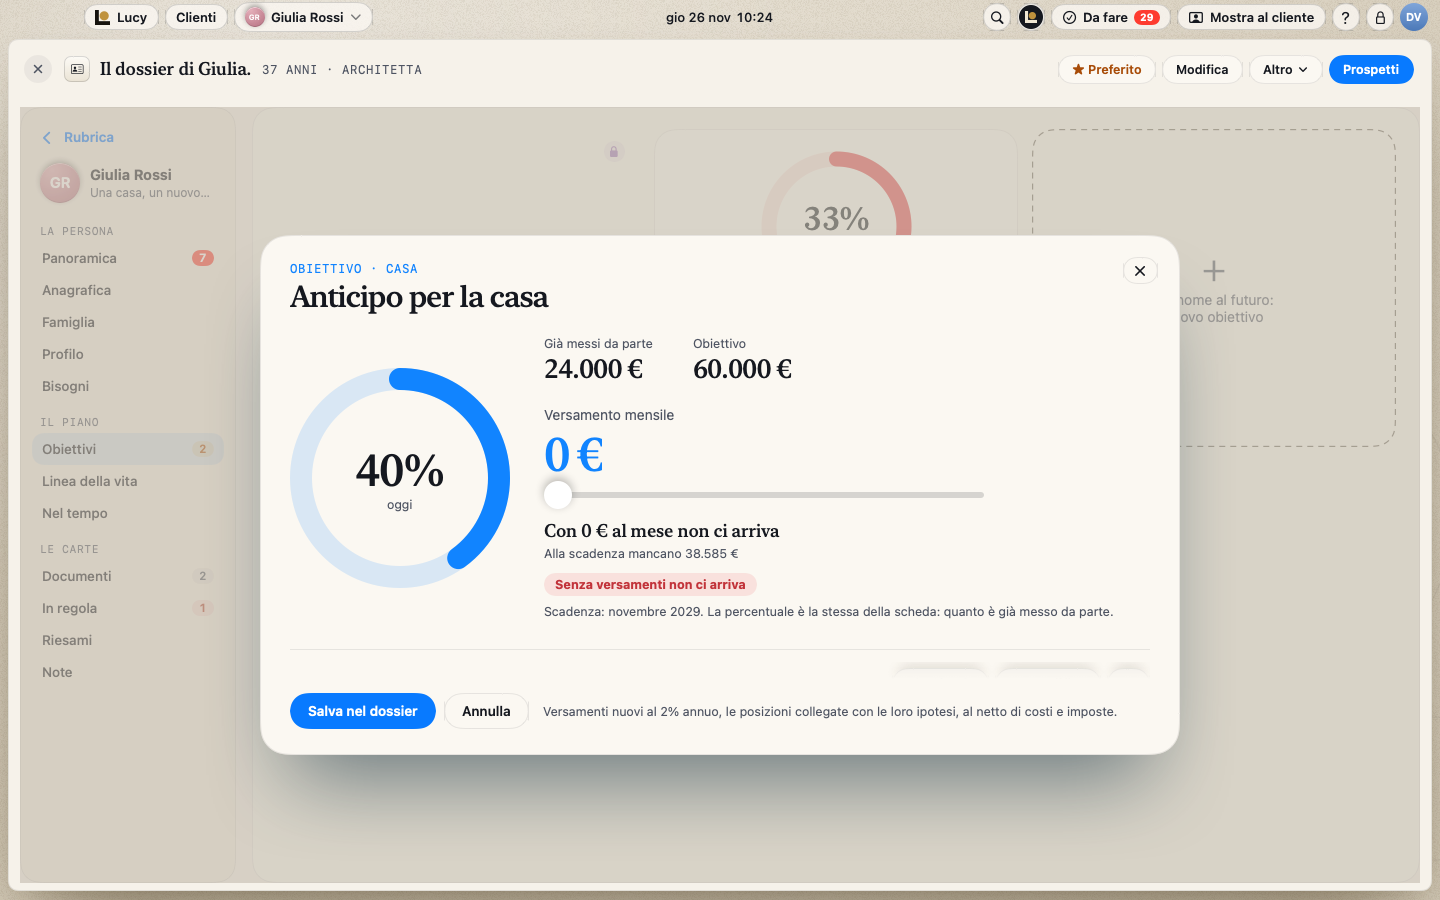 Lucy
Clienti
GR Giulia Rossi
gio 26 nov 10:24
Da fare 29
Mostra al cliente
?
DV
Il dossier di Giulia. 37 ANNI · ARCHITETTA
Preferito
Modifica
Altro
Prospetti
Rubrica
GR
Giulia Rossi
Una casa, un nuovo...
LA PERSONA
Panoramica 7
Anagrafica
Famiglia
Profilo
Bisogni
IL PIANO
Obiettivi 2
Linea della vita
Nel tempo
LE CARTE
Documenti 2
In regola 1
Riesami
Note
33%
nome al futuro:
obiettivo
OBIETTIVO · CASA
Anticipo per la casa
40%
oggi
Già messi da parte
24.000 €
Obiettivo
60.000 €
Versamento mensile
0 €
Con 0 € al mese non ci arriva
Alla scadenza mancano 38.585 €
Senza versamenti non ci arriva
Scadenza: novembre 2029. La percentuale è la stessa della scheda: quanto è già messo da parte.
Salva nel dossier
Annulla
Versamenti nuovi al 2% annuo, le posizioni collegate con le loro ipotesi, al netto di costi e imposte.